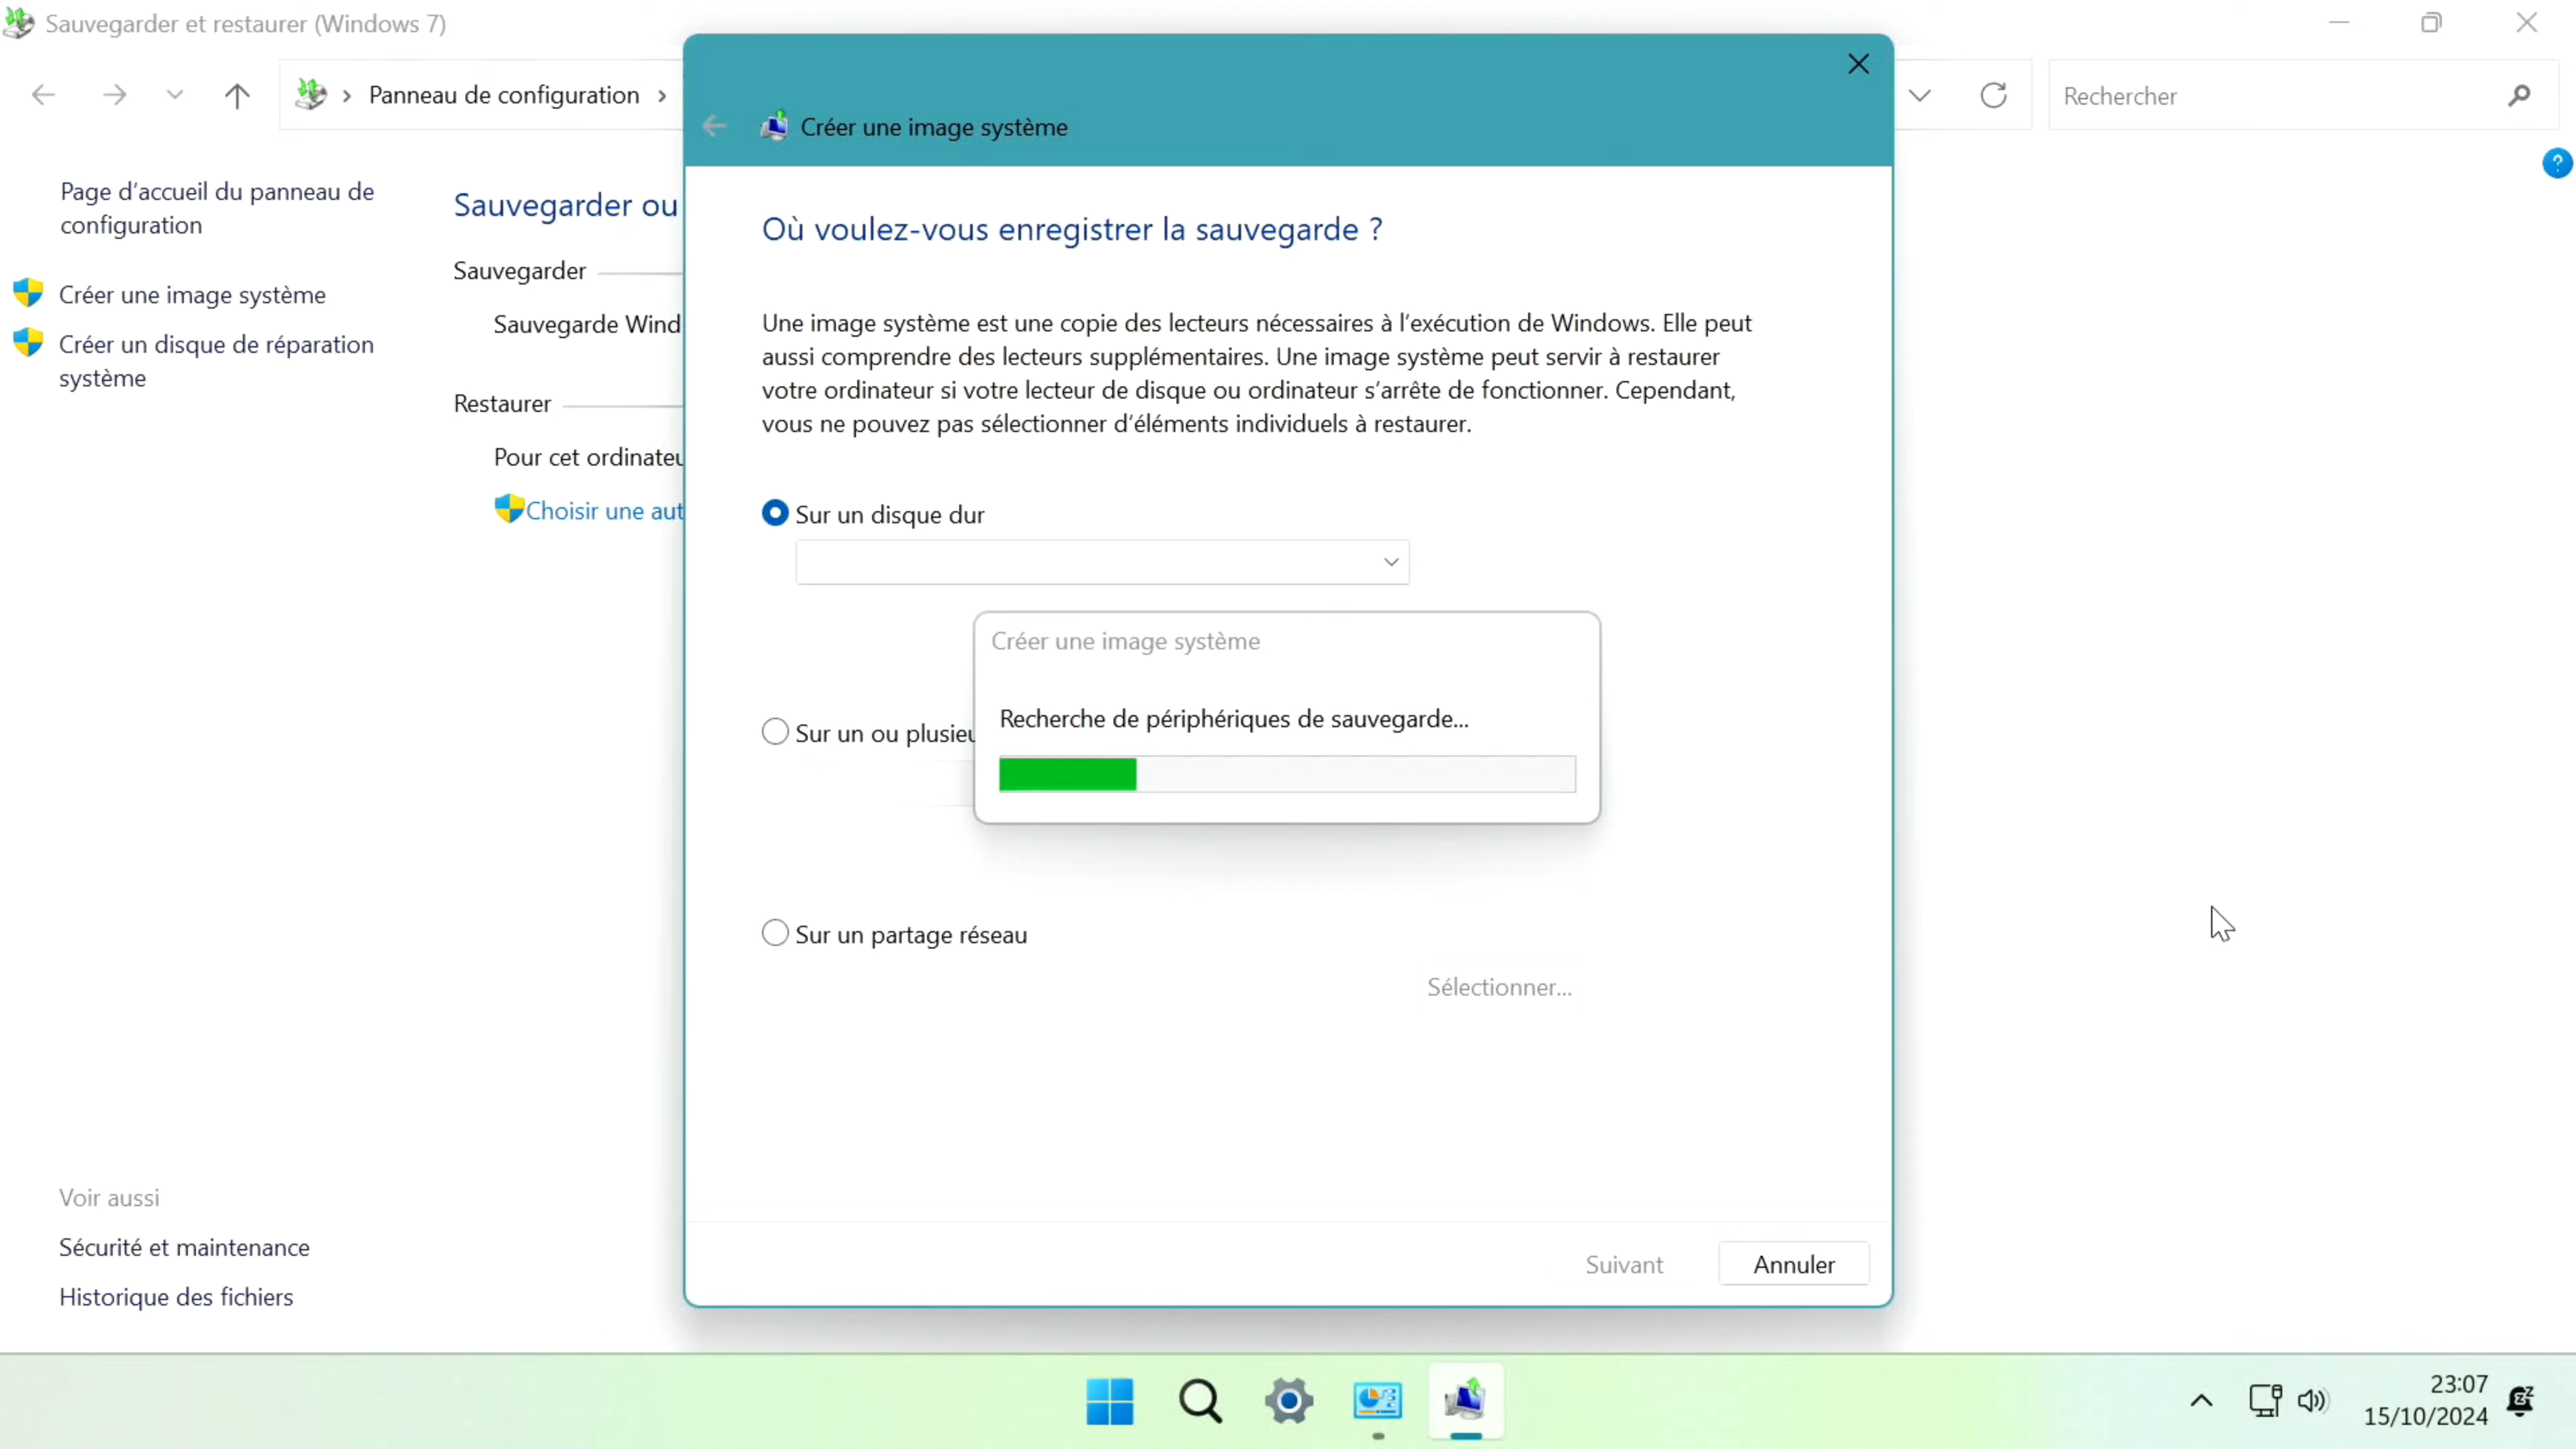 Sauvegarder et restaurer (Windows 7)
Panneau de configuration
Rechercher
Créer une image système
Page d'accueil du panneau de
configuration
Créer une image système
Créer un disque de réparation
système
Sauvegarder ou
Sauvegarder
Sauvegarde Wind
Restaurer
Pour cet ordinateu
Choisir une aut
Où voulez-vous enregistrer la sauvegarde ?
Une image système est une copie des lecteurs nécessaires à l'exécution de Windows. Elle peut
aussi comprendre des lecteurs supplémentaires. Une image système peut servir à restaurer
votre ordinateur si votre lecteur de disque ou ordinateur s'arrête de fonctionner. Cependant,
vous ne pouvez pas sélectionner d'éléments individuels à restaurer.
Sur un disque dur
Créer une image système
Recherche de périphériques de sauvegarde...
Sur un ou plusieu
Sur un partage réseau
Sélectionner...
Suivant
Annuler
Voir aussi
Sécurité et maintenance
Historique des fichiers
23:07
15/10/2024